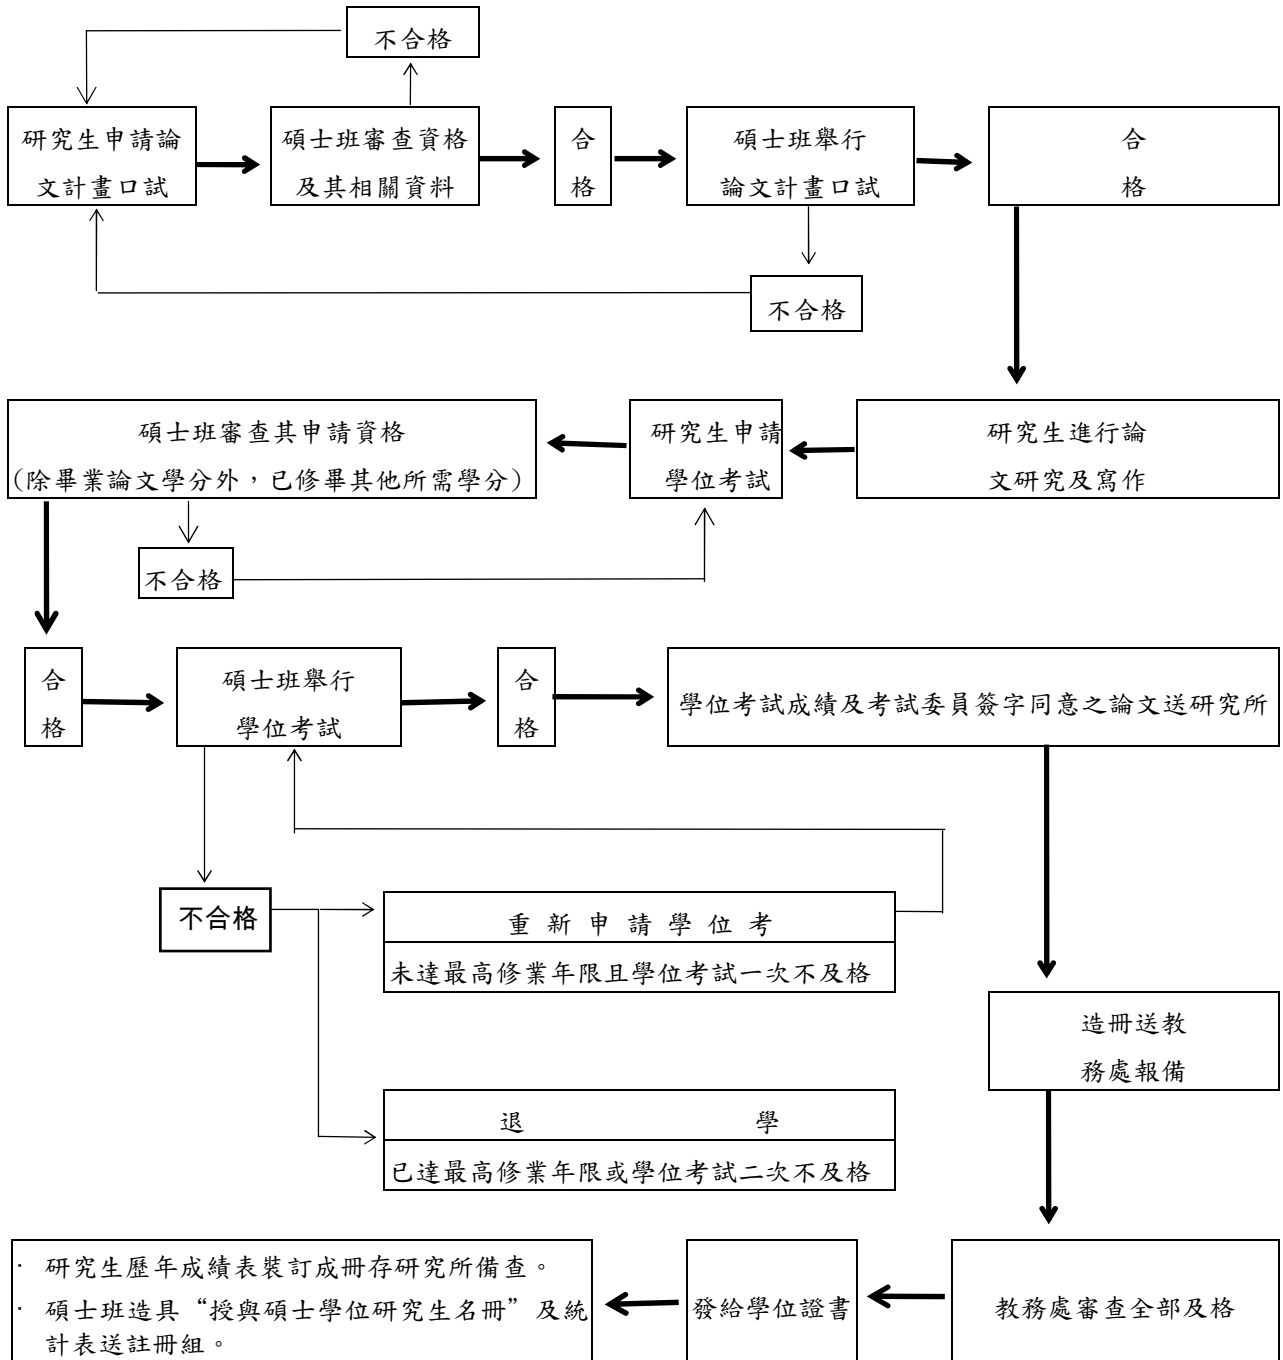 不合格
研究生申請論
文計畫口試
碩士班審查資格
及其相關資料
合
格
碩士班舉行
論文計畫口試
合
格
不合格
碩士班審查其申請資格
(除畢業論文學分外，已修畢其他所需學分)
研究生申請
學位考試
研究生進行論
文研究及寫作
不合格
合
格
碩士班舉行
學位考試
合
格
學位考試成績及考試委員簽字同意之論文送研究所
不合格
重新申請學位考
未達最高修業年限且學位考試一次不及格
造冊送教
務處報備
退 學
已達最高修業年限或學位考試二次不及格
· 研究生歷年成績表裝訂成冊存研究所備查。
· 碩士班造具“授與碩士學位研究生名冊”及統
計表送註冊組。
發給學位證書
教務處審查全部及格